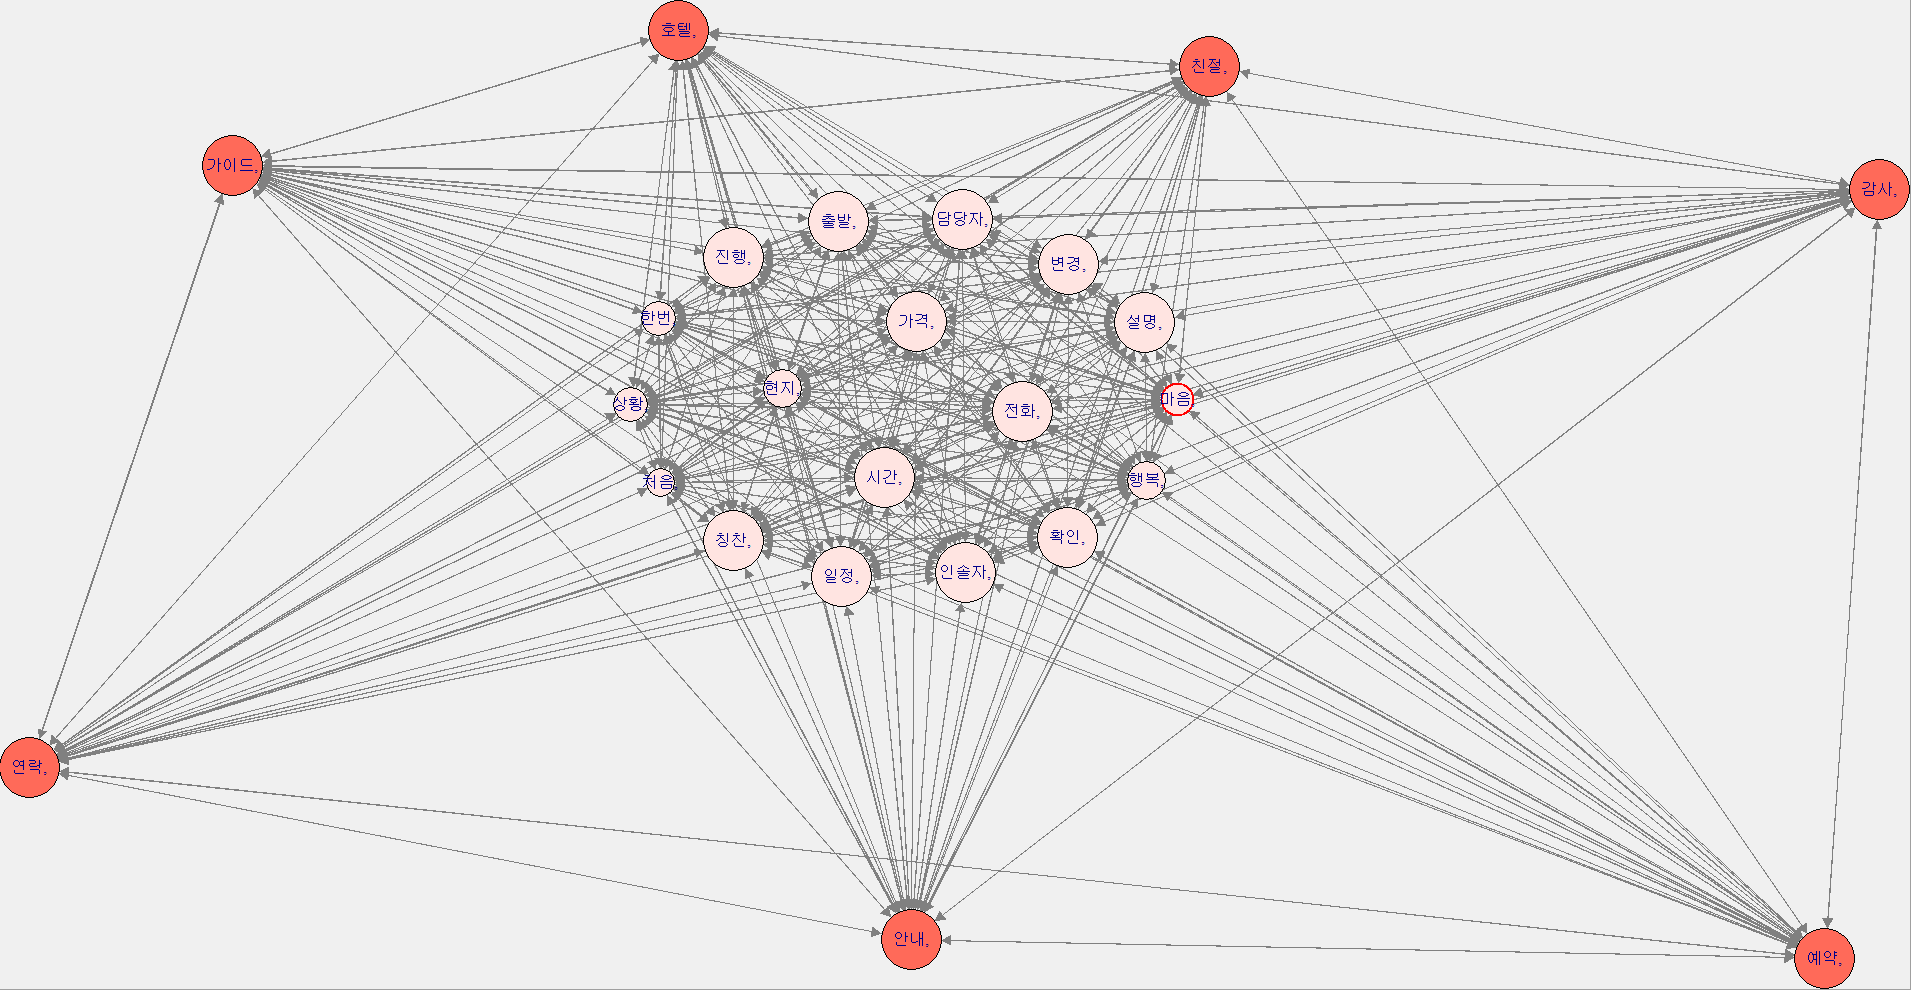 호텔,
친절,
가이드,
감사,
출발,
담당자,
진행,
변경,
한번,
가격,
설명,
현지,
상황,
전화,
마음,
시간,
처음,
행복,
칭찬,
확인,
일정,
인솔자,
연락,
안내,
예약,